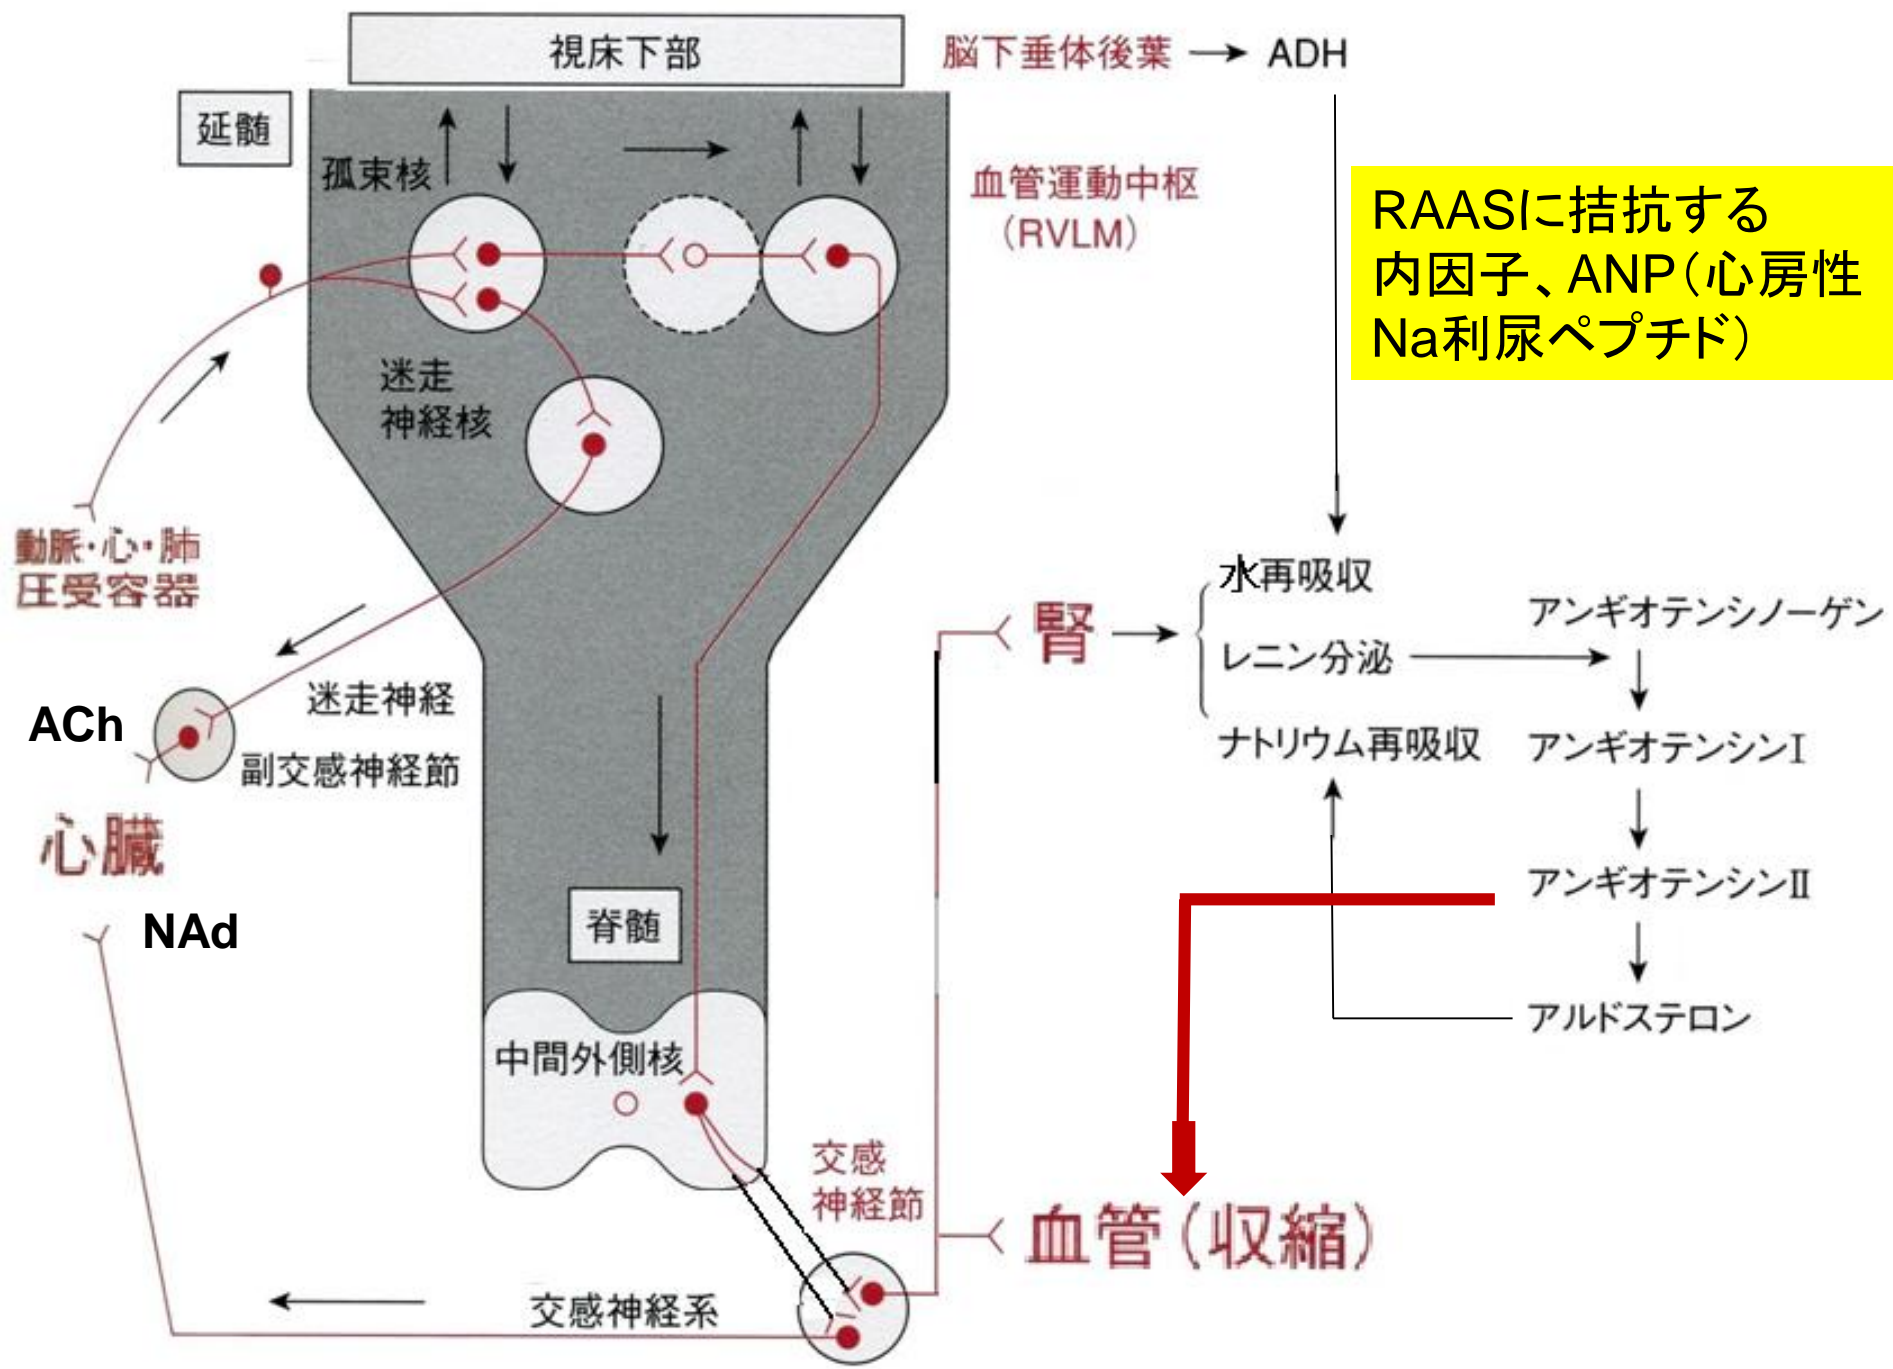 視床下部
脳下垂体後葉
ADH
延髄
孤束核
血管運動中枢
(RVLM)
RAASに拮抗する
内因子、ANP(心房性
Na利尿ペプチド)
迷走
神経核
動脈・心・肺
圧受容器
水再吸収
腎
レニン分泌
ナトリウム再吸収
アンギオテンシノーゲン
アンギオテンシンⅠ
アンギオテンシンⅡ
アルドステロン
迷走神経
ACh
副交感神経節
心臓
NAd
脊髄
中間外側核
交感
神経節
血管(収縮)
交感神経系